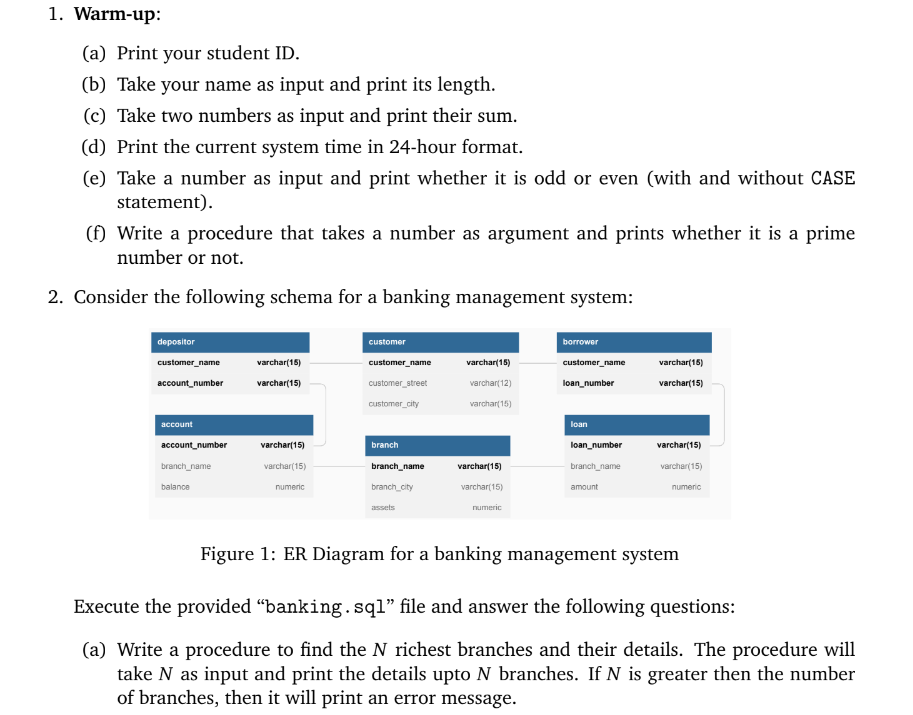 1. Warm-up:
(a) Print your student ID.
(b) Take your name as input and print its length.
(c) Take two numbers as input and print their sum.
(d) Print the current system time in 24-hour format.
(e) Take a number as input and print whether it is odd or even (with and without CASE
statement).
(f) Write a procedure that takes a number as argument and prints whether it is a prime
number or not.
2. Consider the following schema for a banking management system:
depositor
customer_name varchar(15)
account_number varchar(15)
customer
customer_name varchar(15)
customer_street varchar(12)
customer_city varchar(15)
borrower
customer_name varchar(15)
loan_number varchar(15)
account
account_number varchar(15)
branch_name varchar(15)
balance numeric
branch
branch_name varchar(15)
branch_city varchar(15)
assets numeric
loan
loan_number varchar(15)
branch_name varchar(15)
amount numeric
Figure 1: ER Diagram for a banking management system
Execute the provided “banking.sql” file and answer the following questions:
(a) Write a procedure to find the N richest branches and their details. The procedure will
take N as input and print the details upto N branches. If N is greater then the number
of branches, then it will print an error message.